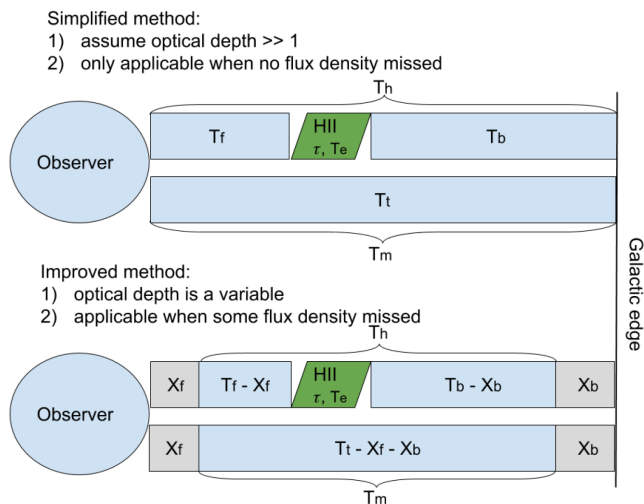 Simplified method:
1) assume optical depth >> 1
2) only applicable when no flux density missed
Th
Observer
Tf
HII
τ, Te
Tb
Tt
Tm
Galactic edge
Improved method:
1) optical depth is a variable
2) applicable when some flux density missed
Th
Observer
Xf
Tf - Xf
HII
τ, Te
Tb - Xb
Xb
Xf
Tt - Xf - Xb
Xb
Tm